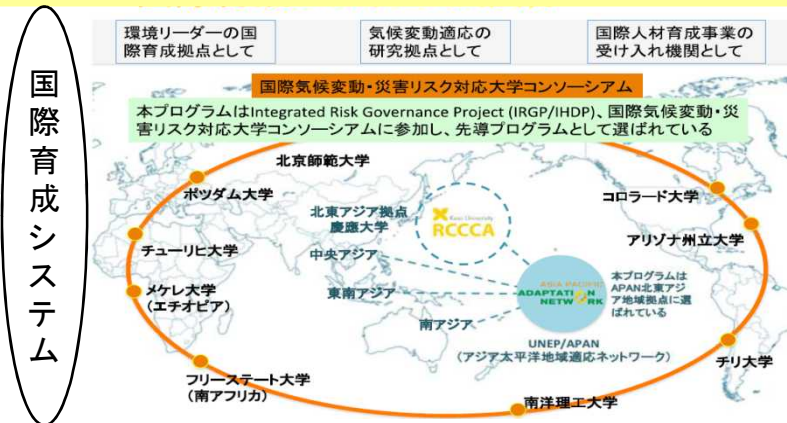 環境リーダーの国
際育成拠点として
気候変動適応の
研究拠点として
国際人材育成事業の
受け入れ機関として
国際育成システム
国際気候変動・災害リスク対応大学コンソーシアム
本プログラムはIntegrated Risk Governance Project (IRGP/IHDP)、国際気候変動・災
害リスク対応大学コンソーシアムに参加し、先導プログラムとして選ばれている
北京師範大学
ポツダム大学
コロラード大学
北東アジア拠点
慶應大学
Keio University
RCCCA
チューリヒ大学
アリゾナ州立大学
中央アジア
メケレ大学
（エチオピア）
東南アジア
ASIA PACIFIC
ADAPTATION
NETWORK
本プログラムは
APAN北東アジ
ア地域拠点に選
ばれている
南アジア
UNEP/APAN
（アジア太平洋地域適応ネットワーク）
チリ大学
フリーステート大学
（南アフリカ）
南洋理工大学